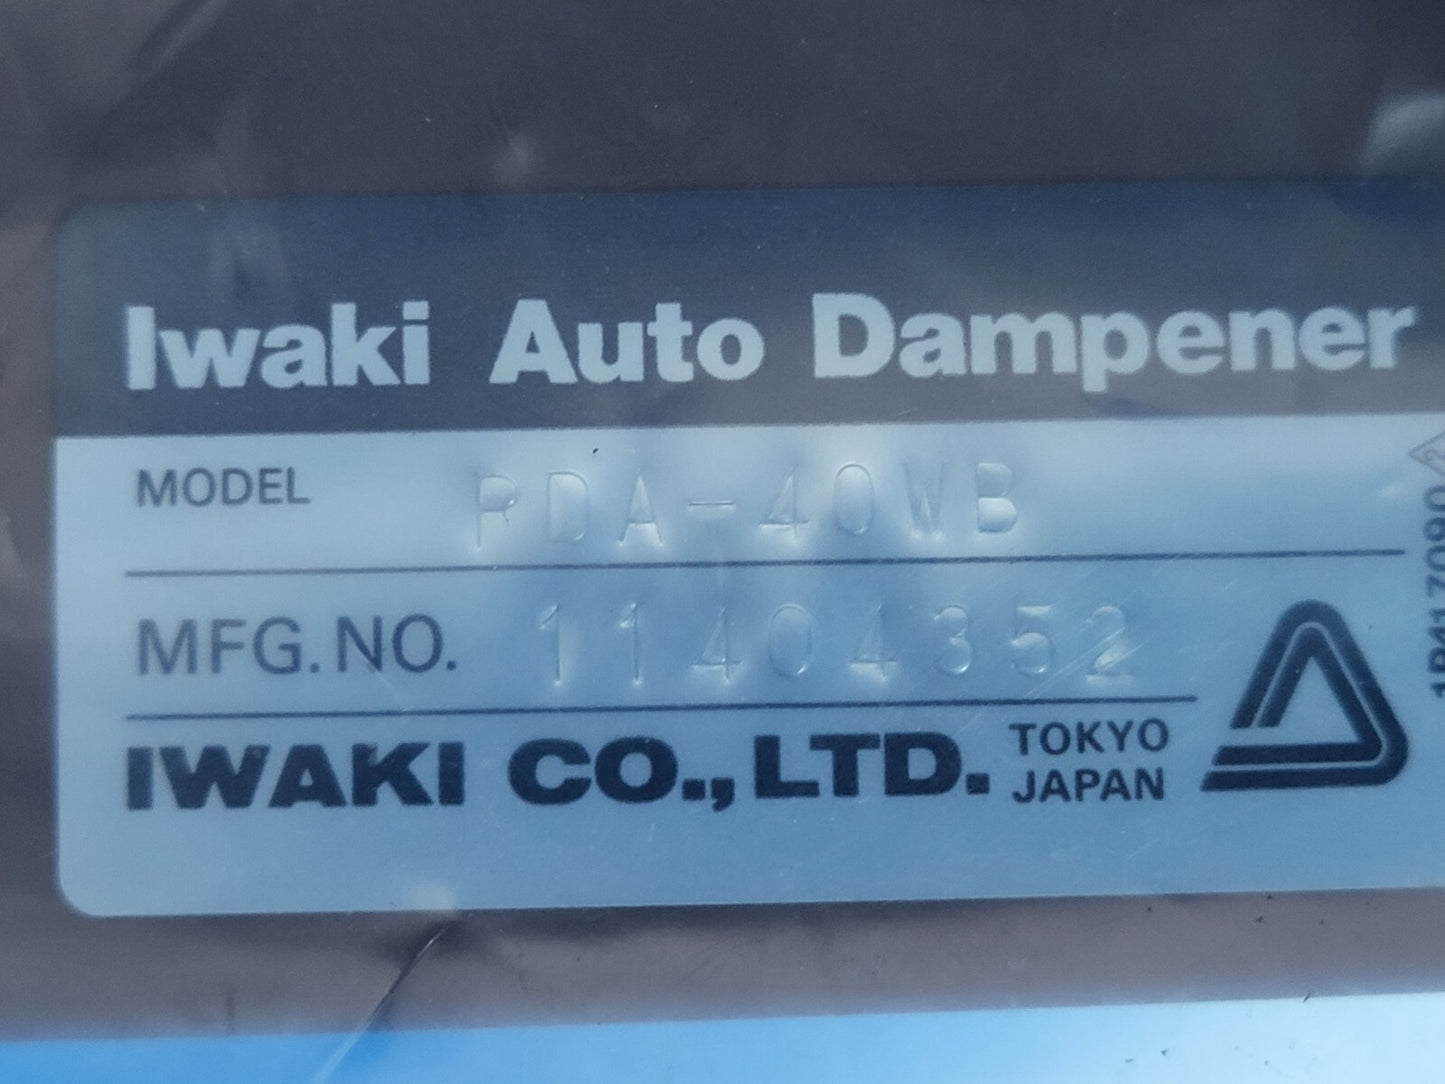 Iwaki Auto Dampener
MODEL PDA-40WB
MFG.NO. 11404352
IWAKI CO.,LTD. TOKYO
JAPAN